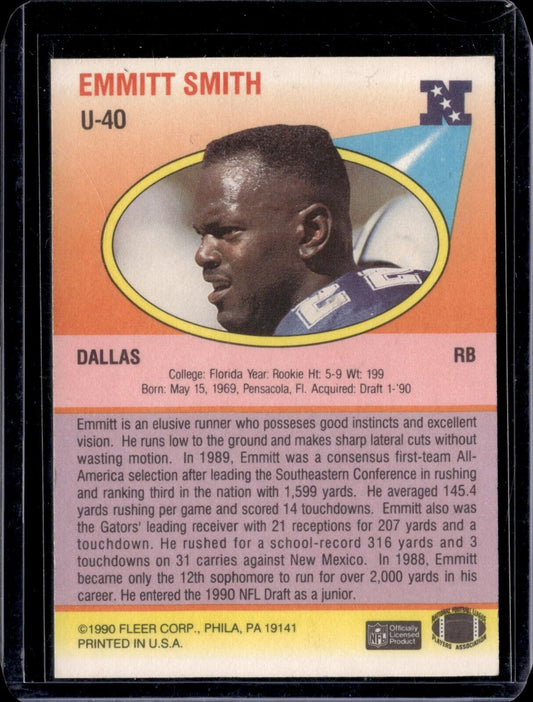 EMMITT SMITH
U-40
N
DALLAS RB
College: Florida Year: Rookie Ht: 5-9 Wt: 199
Born: May 15, 1969, Pensacola, Fl. Acquired: Draft 1-'90
Emmitt is an elusive runner who posseses good instincts and excellent
vision. He runs low to the ground and makes sharp lateral cuts without
wasting motion. In 1989, Emmitt was a consensus first-team All-
America selection after leading the Southeastern Conference in rushing
and ranking third in the nation with 1,599 yards. He averaged 145.4
yards rushing per game and scored 14 touchdowns. Emmitt also was
the Gators' leading receiver with 21 receptions for 207 yards and a
touchdown. He rushed for a school-record 316 yards and 3
touchdowns on 31 carries against New Mexico. In 1988, Emmitt
became only the 12th sophomore to run for over 2,000 yards in his
career. He entered the 1990 NFL Draft as a junior.
©1990 FLEER CORP., PHILA, PA 19141
PRINTED IN U.S.A.
NFL
Officially
Licensed
Product
NATIONAL FOOTBALL LEAGUE
PLAYERS ASSOCIATION